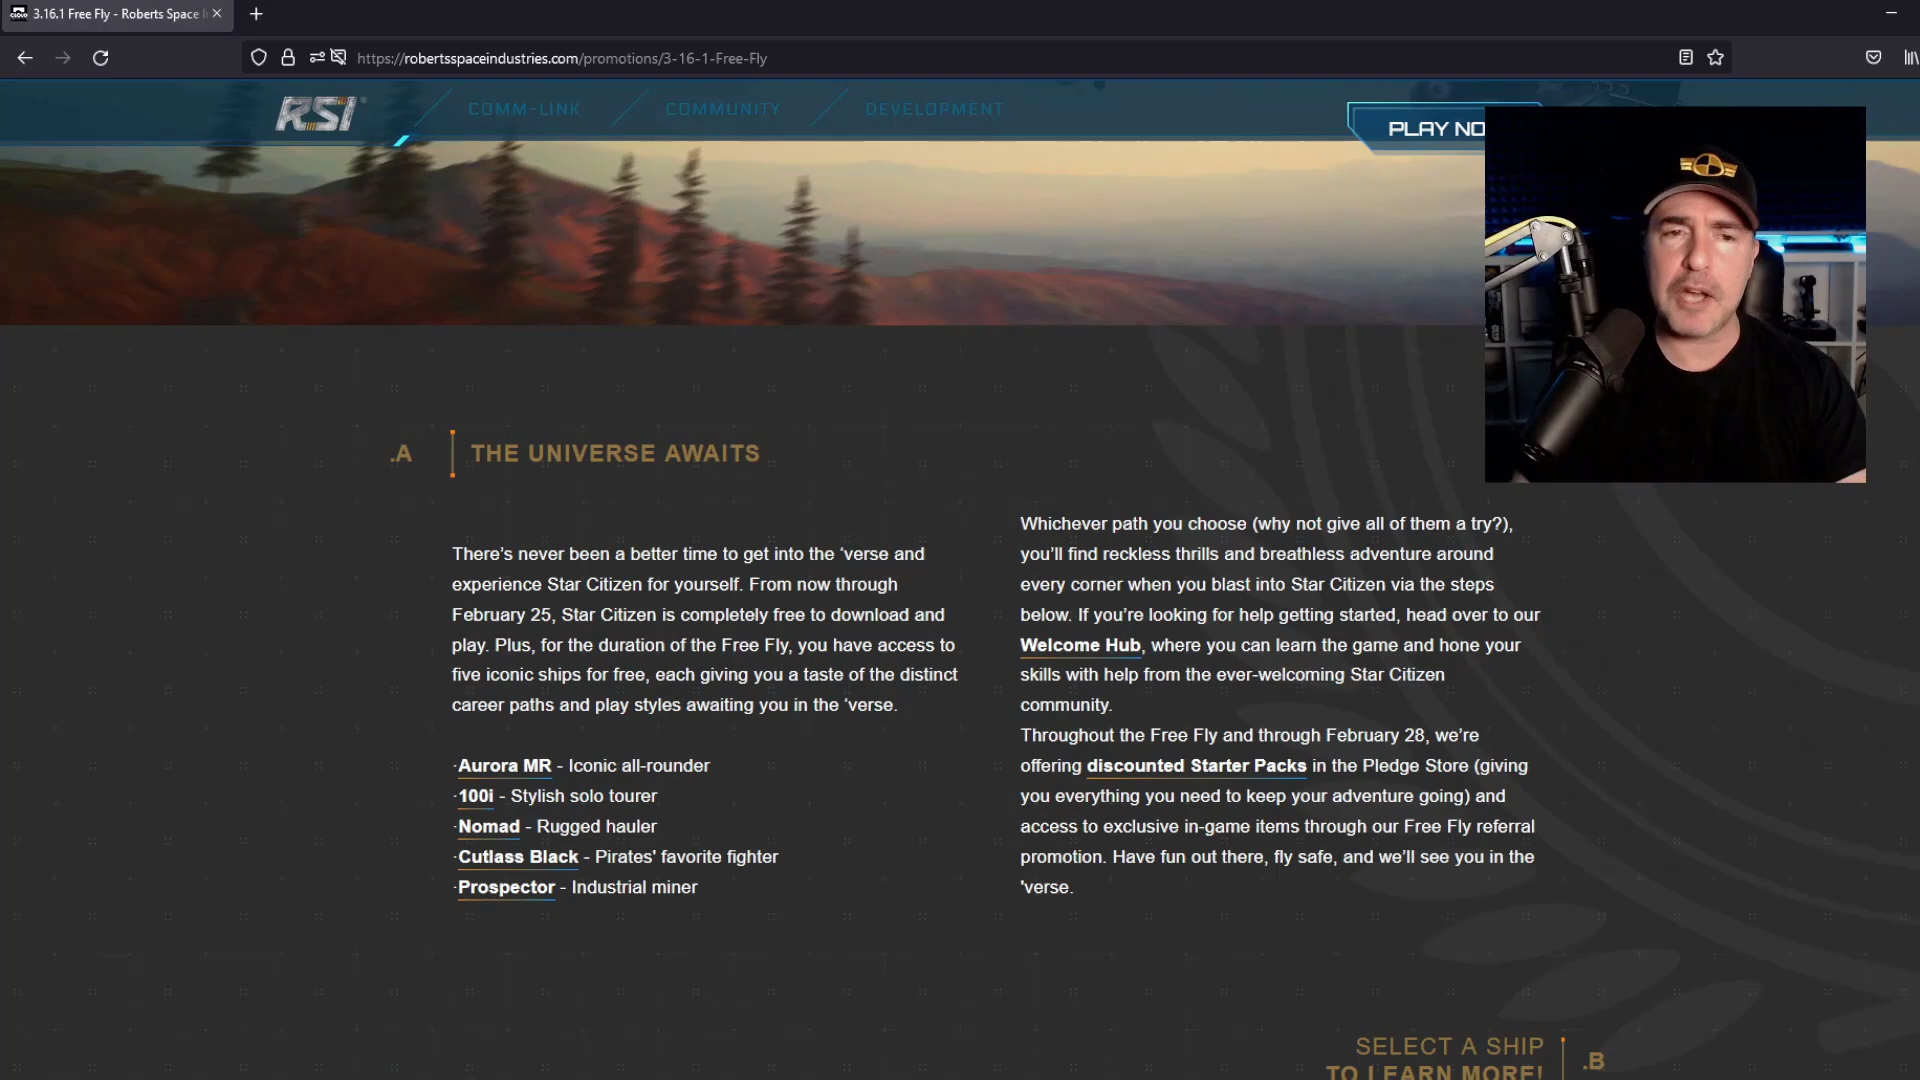 3.16.1 Free Fly - Roberts Space
https://robertsspaceindustries.com/promotions/3-16-1-Free-Fly
RSI
COMM-LINK
COMMUNITY
DEVELOPMENT
PLAY NO
.A
THE UNIVERSE AWAITS
There’s never been a better time to get into the ‘verse and
experience Star Citizen for yourself. From now through
February 25, Star Citizen is completely free to download and
play. Plus, for the duration of the Free Fly, you have access to
five iconic ships for free, each giving you a taste of the distinct
career paths and play styles awaiting you in the ‘verse.
·Aurora MR - Iconic all-rounder
·100i - Stylish solo tourer
·Nomad - Rugged hauler
·Cutlass Black - Pirates' favorite fighter
·Prospector - Industrial miner
Whichever path you choose (why not give all of them a try?),
you’ll find reckless thrills and breathless adventure around
every corner when you blast into Star Citizen via the steps
below. If you’re looking for help getting started, head over to our
Welcome Hub, where you can learn the game and hone your
skills with help from the ever-welcoming Star Citizen
community.
Throughout the Free Fly and through February 28, we’re
offering discounted Starter Packs in the Pledge Store (giving
you everything you need to keep your adventure going) and
access to exclusive in-game items through our Free Fly referral
promotion. Have fun out there, fly safe, and we’ll see you in the
'verse.
SELECT A SHIP
TO LEARN MORE!
.B